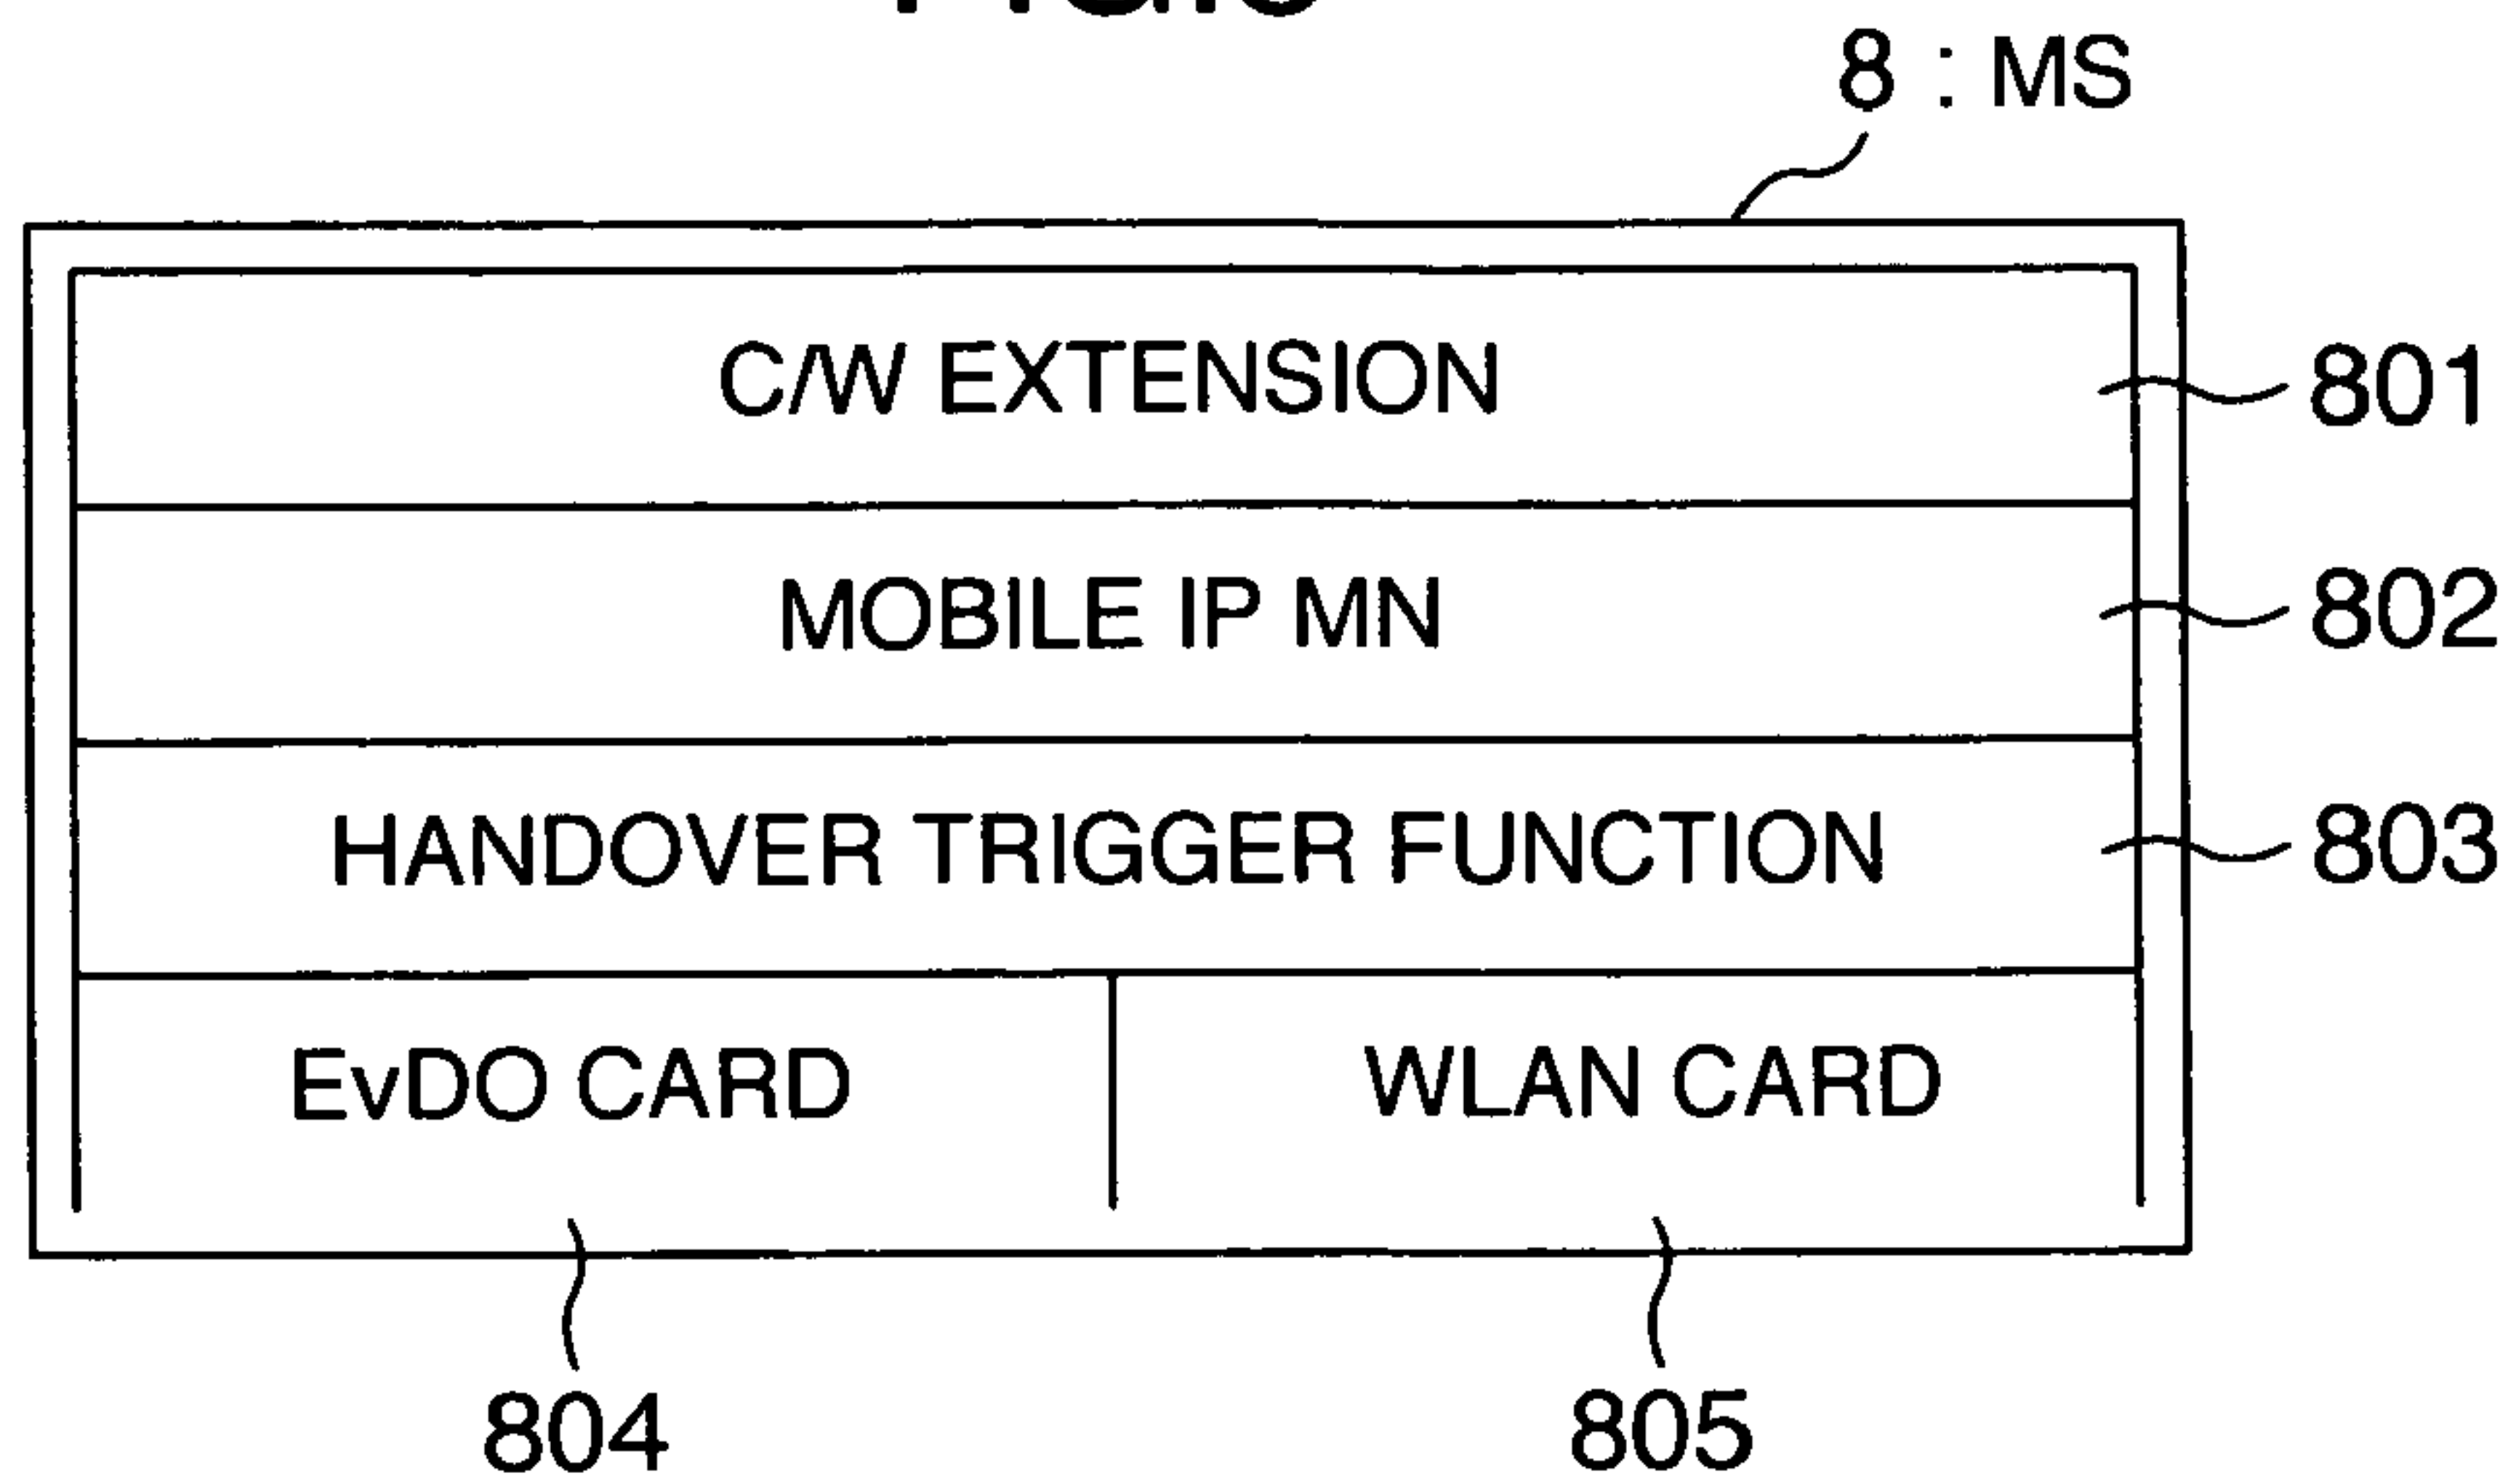 8 : MS
C/W EXTENSION
801
MOBILE IP MN
802
HANDOVER TRIGGER FUNCTION
803
EvDO CARD
WLAN CARD
804
805